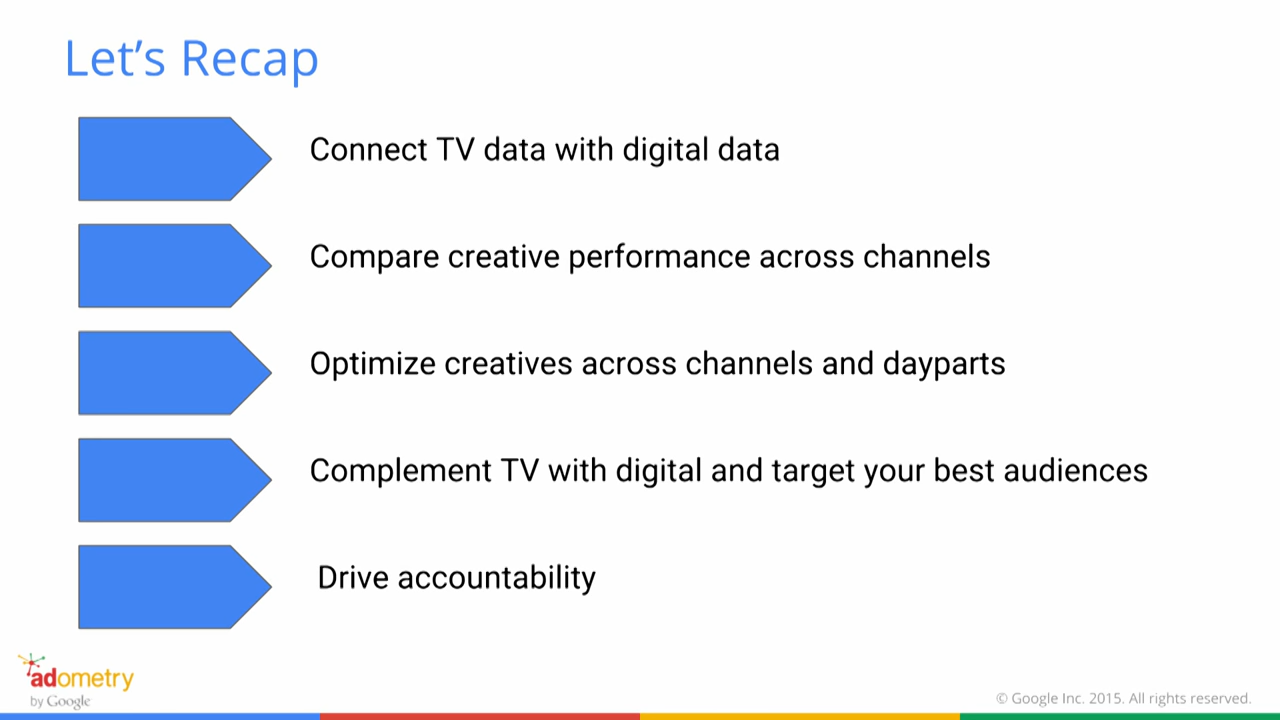 Let’s Recap
Connect TV data with digital data
Compare creative performance across channels
Optimize creatives across channels and dayparts
Complement TV with digital and target your best audiences
Drive accountability
adometry
by Google
© Google Inc. 2015. All rights reserved.